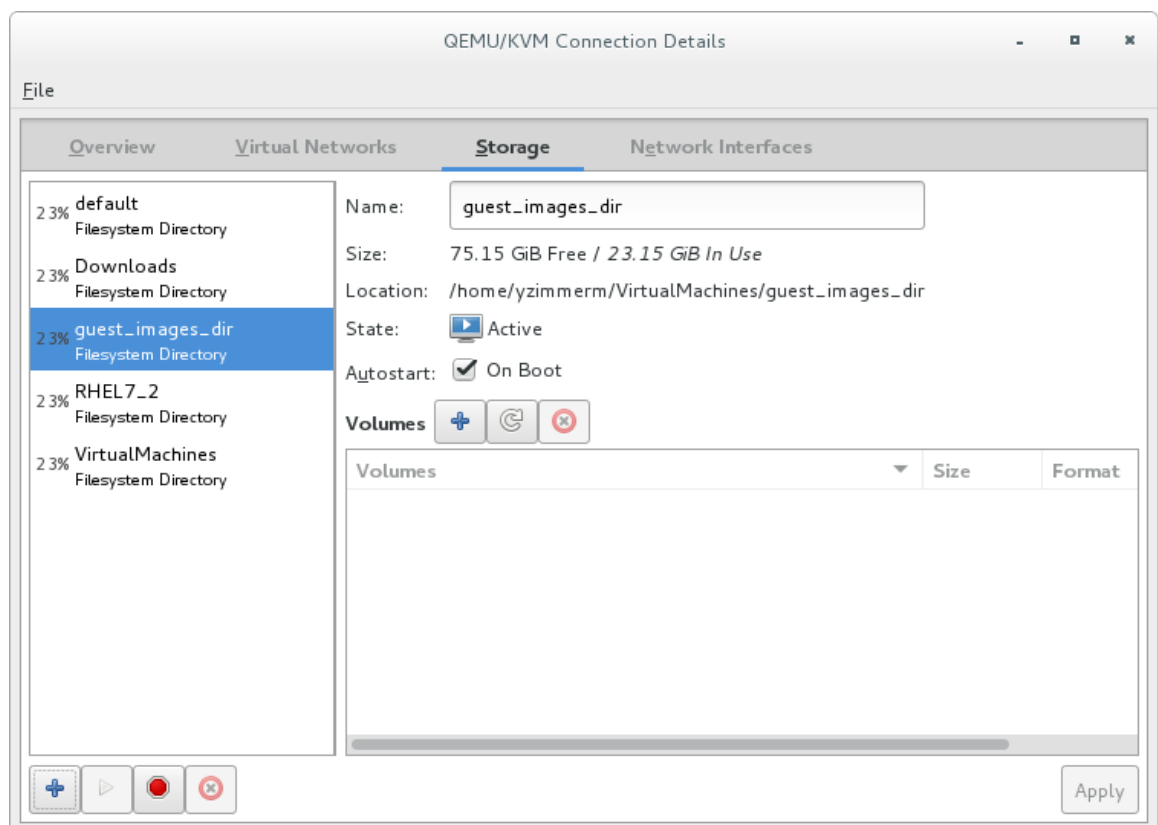 QEMU/KVM Connection Details
File
Overview Virtual Networks Storage Network Interfaces
23% default
Filesystem Directory
23% Downloads
Filesystem Directory
23% guest_images_dir
Filesystem Directory
23% RHEL7_2
Filesystem Directory
23% VirtualMachines
Filesystem Directory
Name: guest_images_dir
Size: 75.15 GiB Free / 23.15 GiB In Use
Location: /home/yzimmerm/VirtualMachines/guest_images_dir
State: Active
Autostart: On Boot
Volumes
Volumes Size Format
Apply